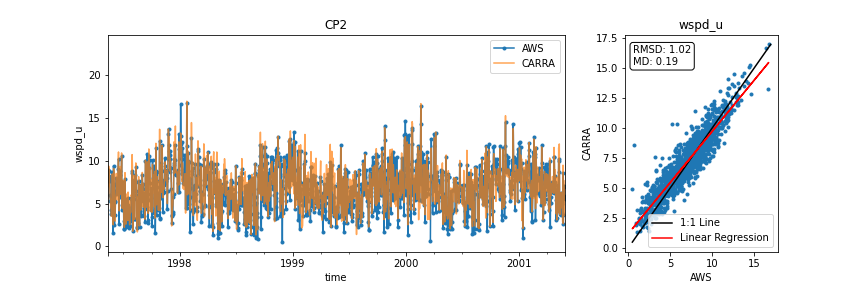 CP2
wspd_u
20
15
10
5
0
1998
1999
2000
2001
time
AWS
CARRA
wspd_u
CARRA
17.5
15.0
12.5
10.0
7.5
5.0
2.5
0.0
0
5
10
15
AWS
RMSD: 1.02
MD: 0.19
1:1 Line
Linear Regression